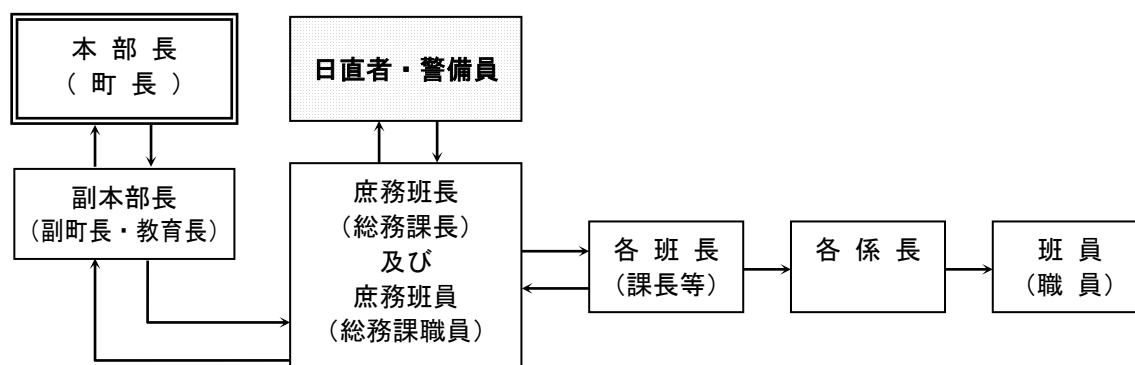 本 部 長
( 町 長 )
日直者・警備員
副本部長
(副町長・教育長)
庶務班長
(総務課長)
及び
庶務班員
(総務課職員)
各 班 長
(課長等)
各 係 長
班 員
(職 員)